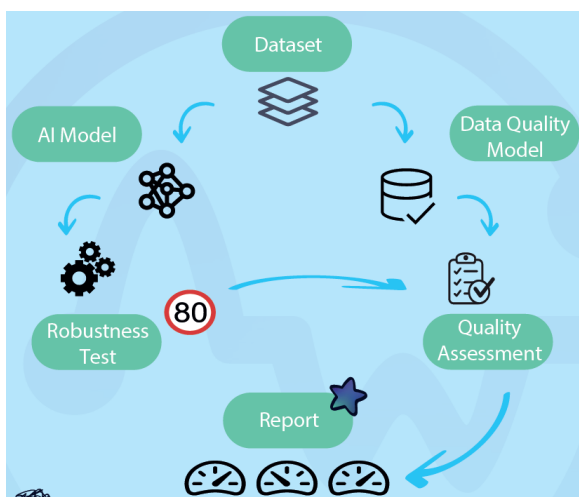 Dataset
AI Model
Data Quality
Model
80
Robustness
Test
Quality
Assessment
Report